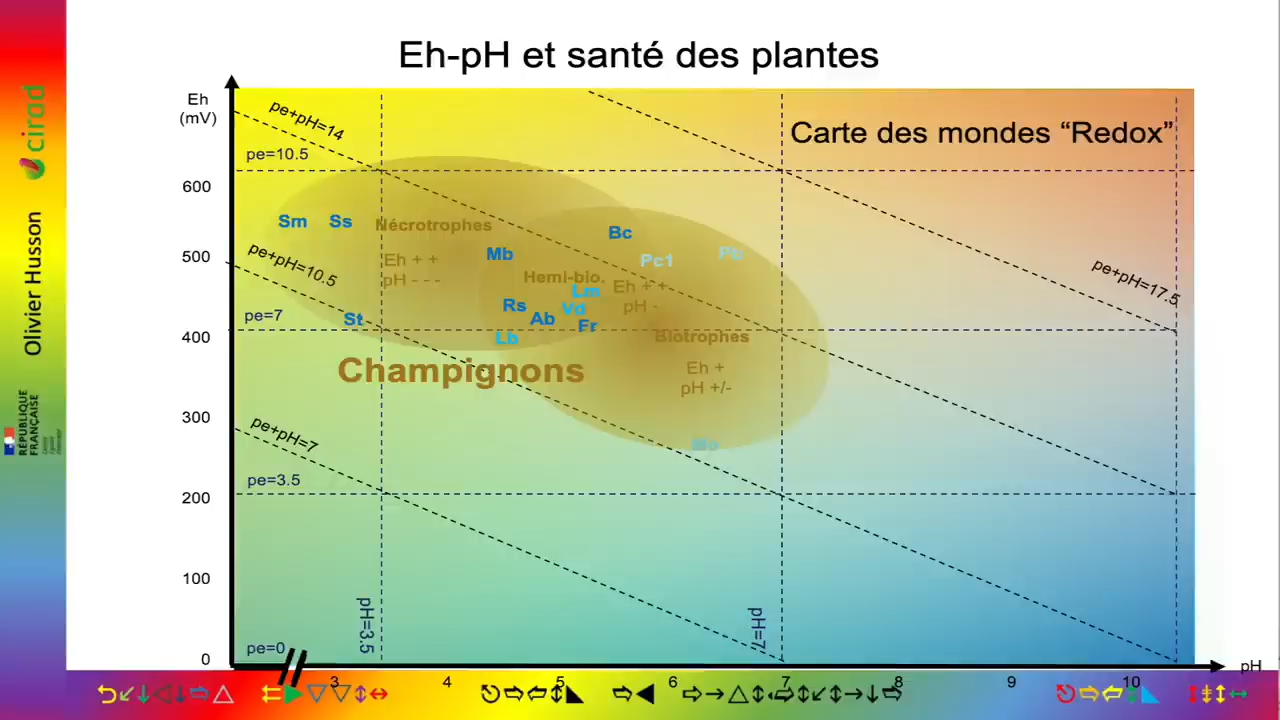 Eh-pH et santé des plantes
Eh
(mV)
Carte des mondes “Redox”
pe+pH=14
pe=10.5
600
500
400
300
200
100
0
Sm
Ss
Nécrotrophes
Eh + +
pH - - -
Mb
Bc
Pc1
Hemi-bio.
Eh + +
pH -
Lm
Rs
Vd
Ab
Fr
St
Lb
Biotrophes
Eh +
pH +/-
Champignons
pe+pH=10.5
pe=7
pe+pH=17.5
pe+pH=7
pe=3.5
pH=3.5
pH=7
pe=0
3
4
5
6
7
8
9
10
pH
cirad
Olivier Husson
RÉPUBLIQUE
FRANÇAISE